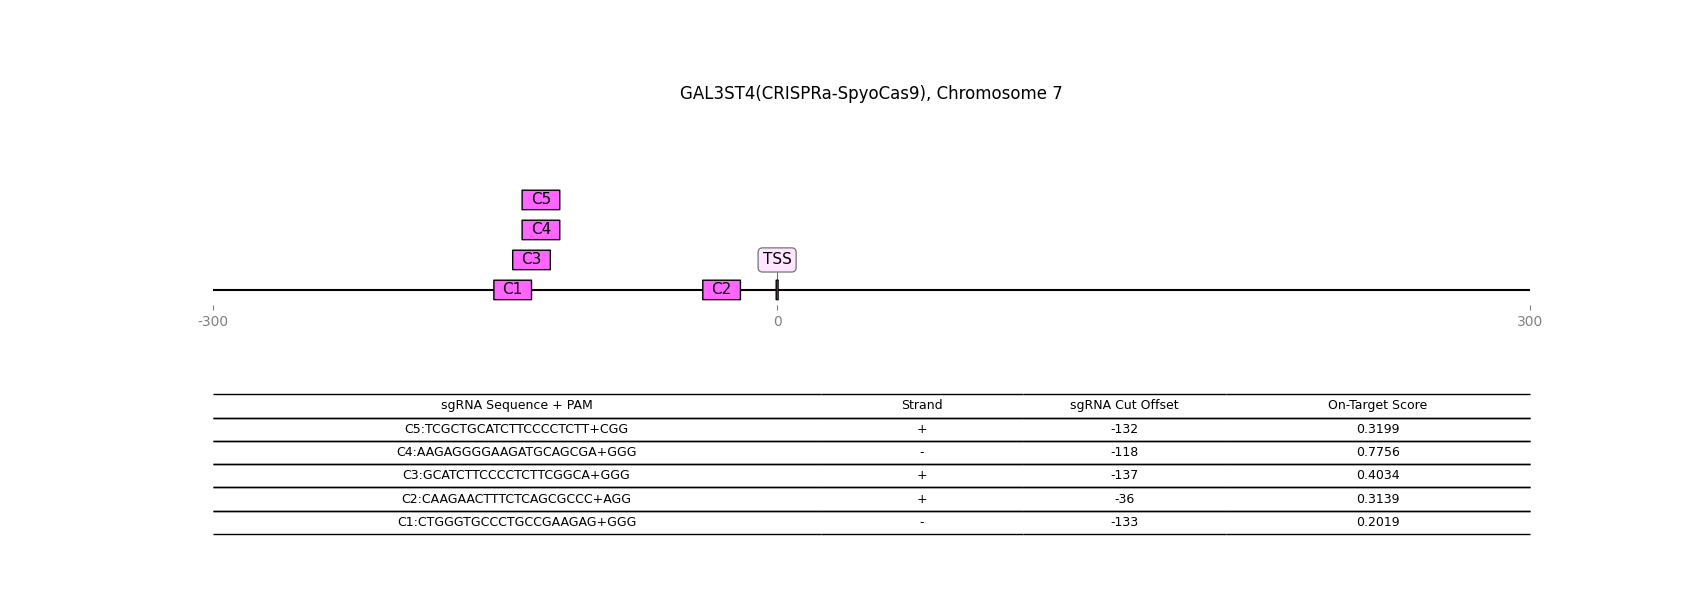 GAL3ST4(CRISPRa-SpyoCas9), Chromosome 7
C5
C4
C3 TSS
C1 C2
-300 0 300
sgRNA Sequence + PAM Strand sgRNA Cut Offset On-Target Score
C5:TCGCTGCATCTTCCCCTCTT+CGG + -132 0.3199
C4:AAGAGGGGAAGATGCAGCGA+GGG - -118 0.7756
C3:GCATCTTCCCCTCTTCGGCA+GGG + -137 0.4034
C2:CAAGAACTTTCTCAGCGCCC+AGG + -36 0.3139
C1:CTGGGTGCCCTGCCGAAGAG+GGG - -133 0.2019